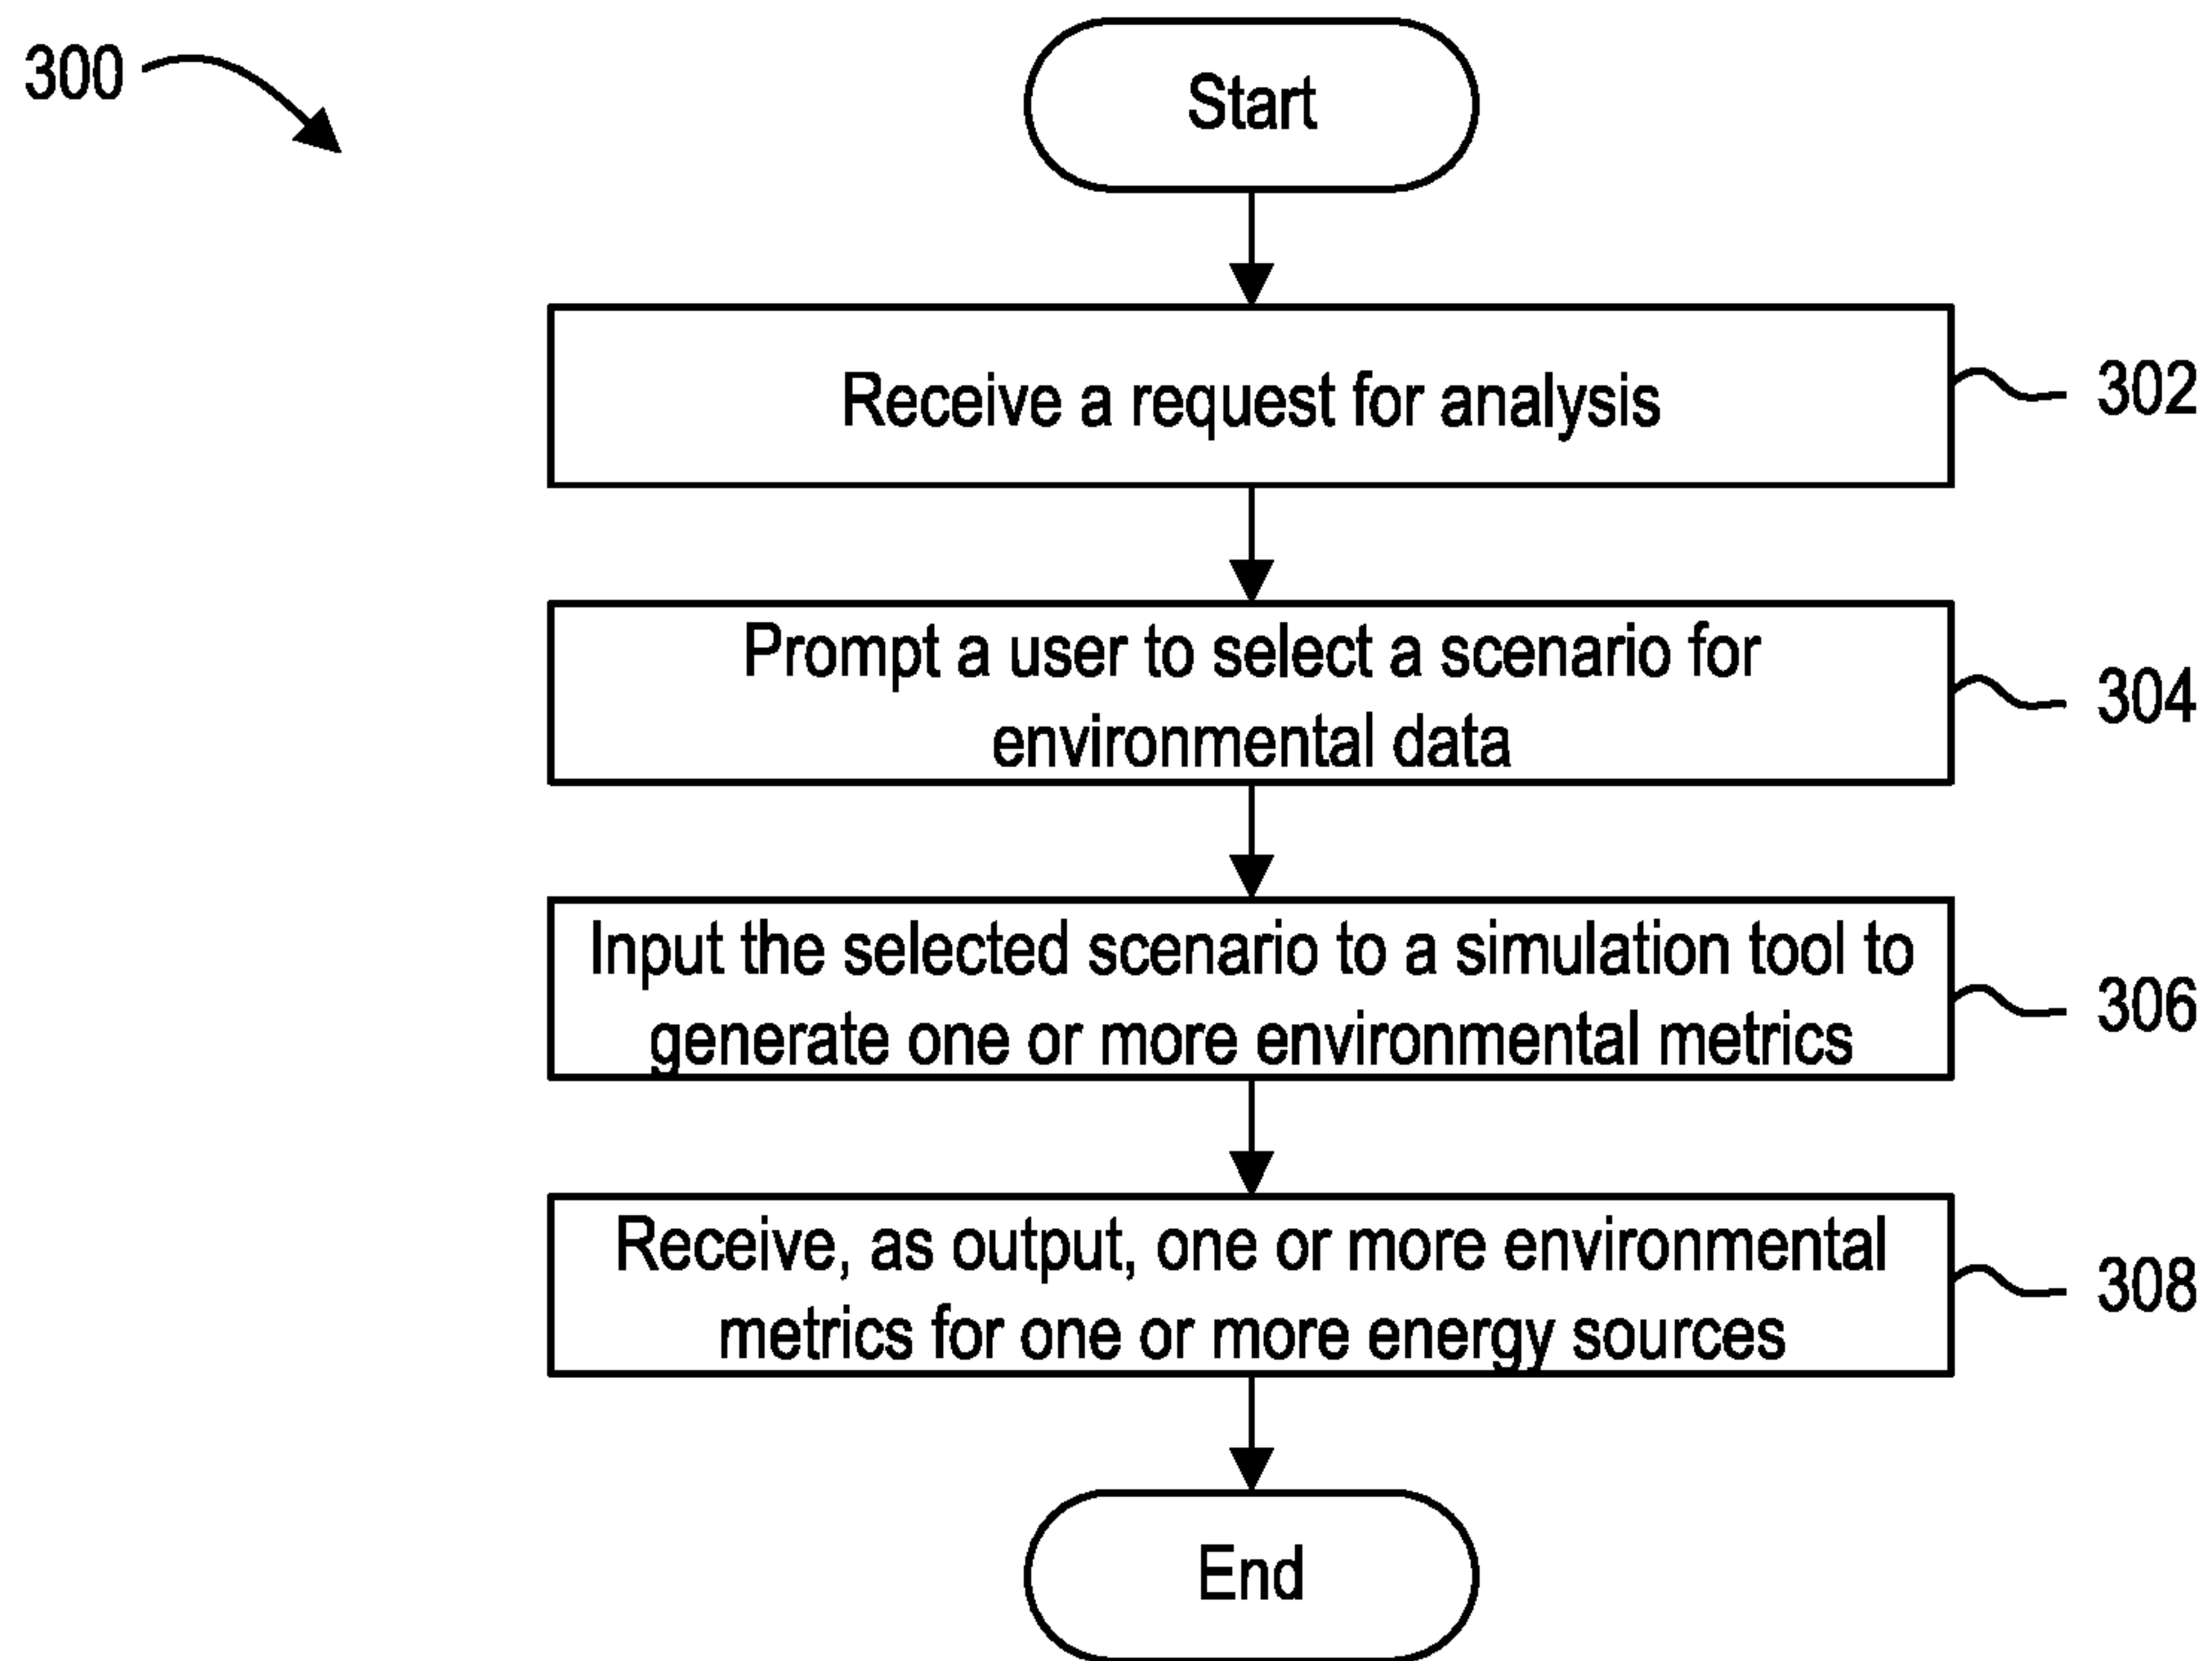 300
Start
Receive a request for analysis
302
Prompt a user to select a scenario for
environmental data
304
Input the selected scenario to a simulation tool to
generate one or more environmental metrics
306
Receive, as output, one or more environmental
metrics for one or more energy sources
308
End